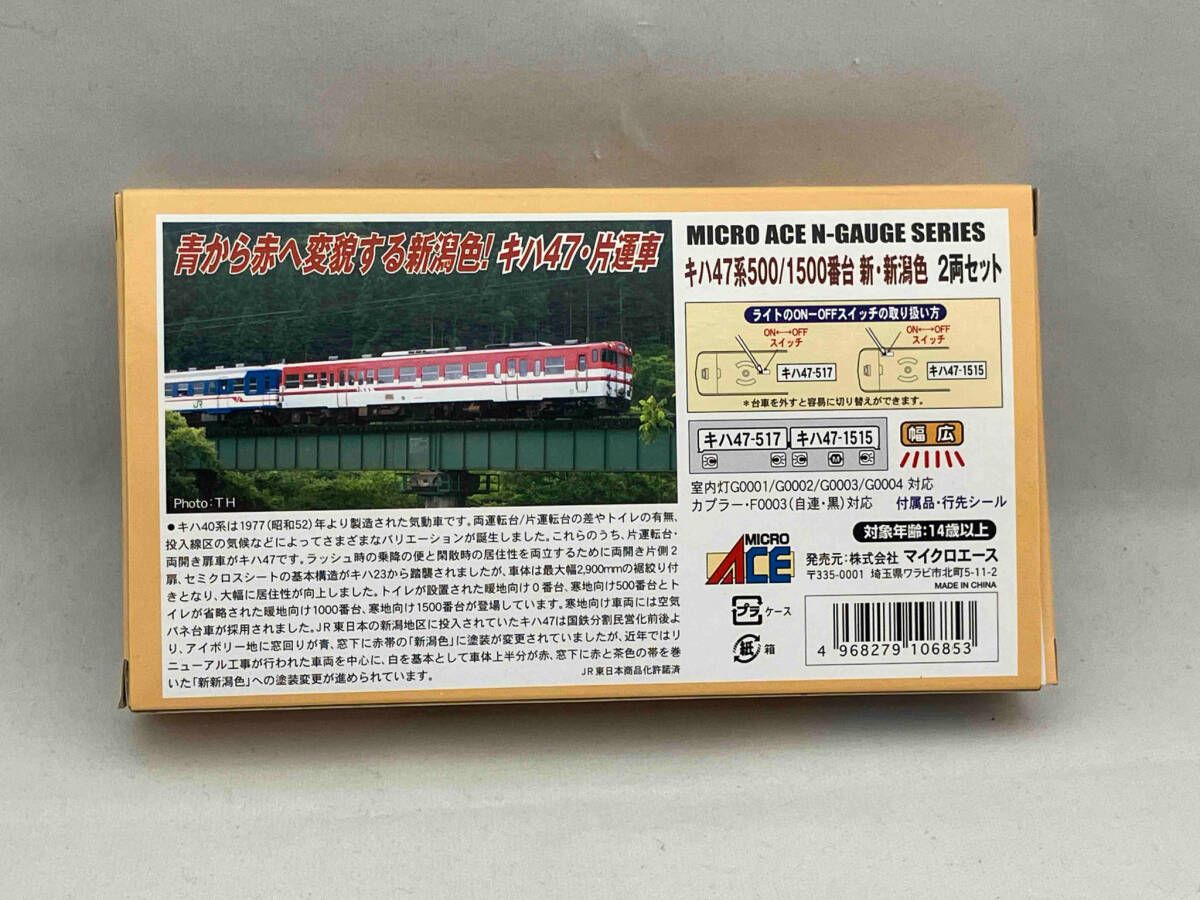 青から赤へ変貌する新潟色! キハ47・片運車
JR
Photo:TH
●キハ40系は1977(昭和52)年より製造された気動車です。両運転台/片運転台の差やトイレの有無、
投入線区の気候などによってさまざまなバリエーションが誕生しました。これらのうち、片運転台・
両開き扉車がキハ47です。ラッシュ時の乗降の便と閑散時の居住性を両立するために両開き片側2
扉、セミクロスシートの基本構造がキハ23から踏襲されましたが、車体は最大幅2,900mmの裾絞り付
きとなり、大幅に居住性が向上しました。トイレが設置された暖地向け0番台、寒地向け500番台とト
イレが省略された暖地向け1000番台、寒地向け1500番台が登場しています。寒地向け車両には空気
バネ台車が採用されました。JR東日本の新潟地区に投入されていたキハ47は国鉄分割民営化前後よ
り、アイボリー地に窓回りが青、窓下に赤帯の「新潟色」に塗装が変更されていましたが、近年ではリ
ニューアル工事が行われた車両を中心に、白を基本として車体上半分が赤、窓下に赤と茶色の帯を巻
いた「新新潟色」への塗装変更が進められています。
JR東日本商品化許諾済
MICRO ACE N-GAUGE SERIES
キハ47系500/1500番台 新・新潟色 2両セット
ライトのON-OFFスイッチの取り扱い方
ON←→OFF
スイッチ
キハ47-517
ON←→OFF
スイッチ
キハ47-1515
*台車を外すと容易に切り替えができます。
キハ47-517
キハ47-1515
M
幅広
室内灯G0001/G0002/G0003/G0004 対応
カプラー・F0003(自連・黒)対応 付属品・行先シール
対象年齢:14歳以上
MICRO
ACE
発売元:株式会社 マイクロエース
〒335-0001 埼玉県ワラビ市北町5-11-2
MADE IN CHINA
プラ ケース
紙 箱
4 968279 106853